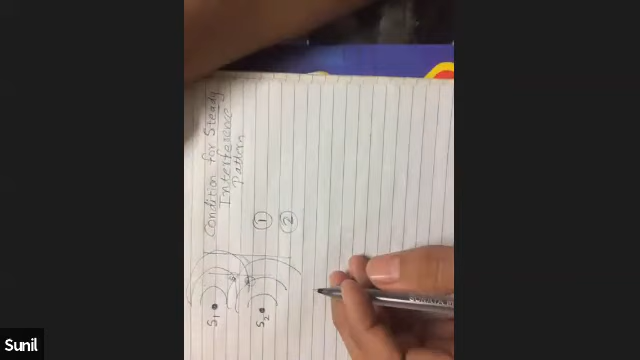 Condition for Steady
Interference
Pattern
1
2
S1
S2
Sunil